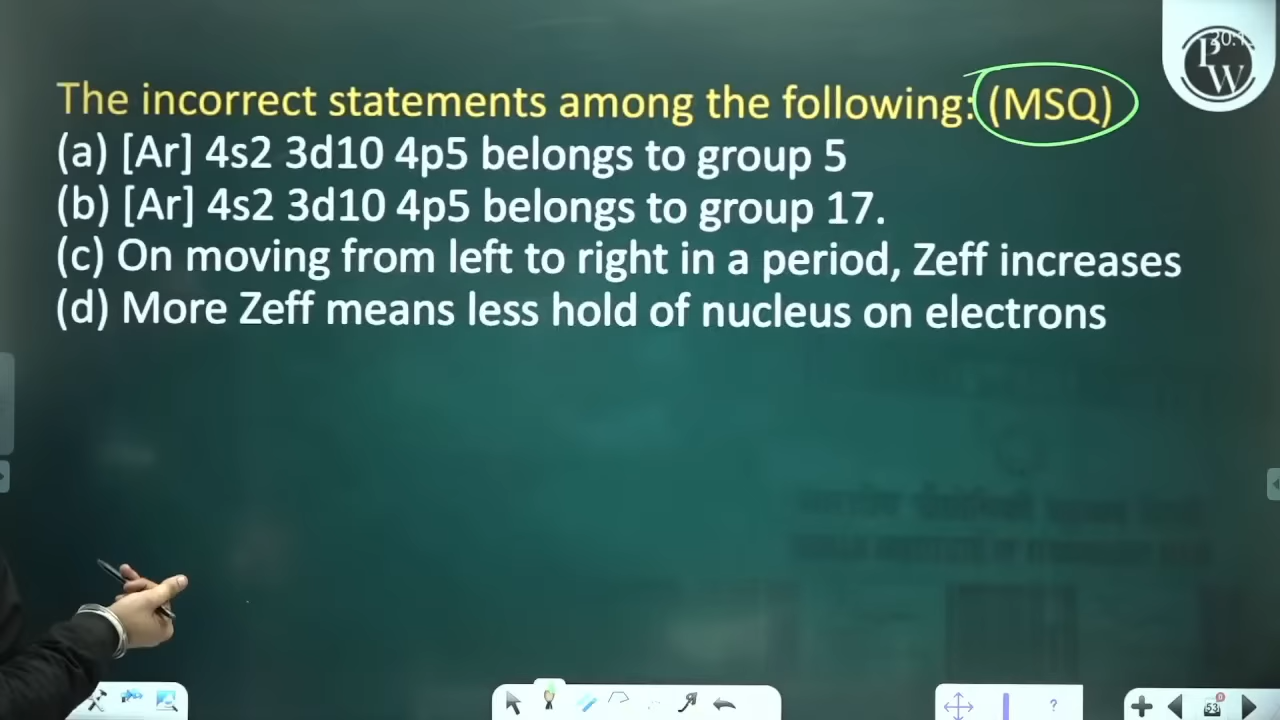 The incorrect statements among the following: (MSQ)
(a) [Ar] 4s2 3d10 4p5 belongs to group 5
(b) [Ar] 4s2 3d10 4p5 belongs to group 17.
(c) On moving from left to right in a period, Zeff increases
(d) More Zeff means less hold of nucleus on electrons
PW
53